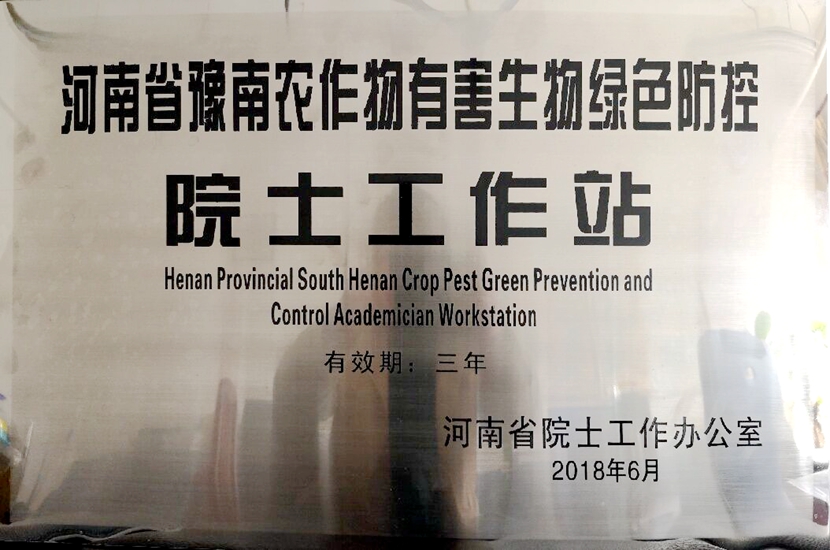 河南省豫南农作物有害生物绿色防控
院士工作站
Henan Provincial South Henan Crop Pest Green Prevention and
Control Academician Workstation
有效期：三年
河南省院士工作办公室
2018年6月